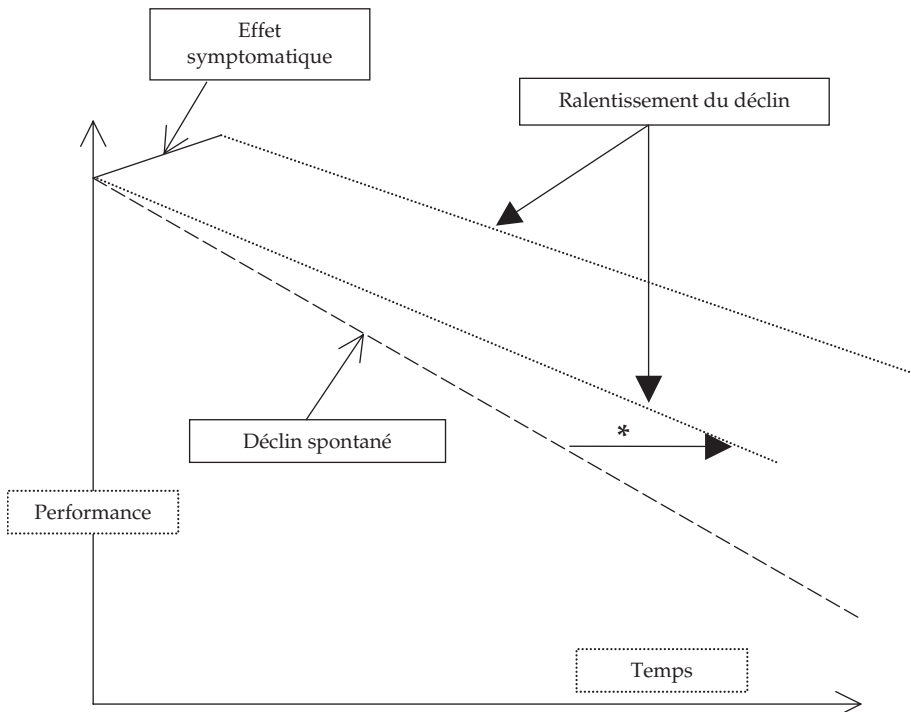 Effet
symptomatique
Ralentissement du déclin
*
Déclin spontané
Performance
Temps